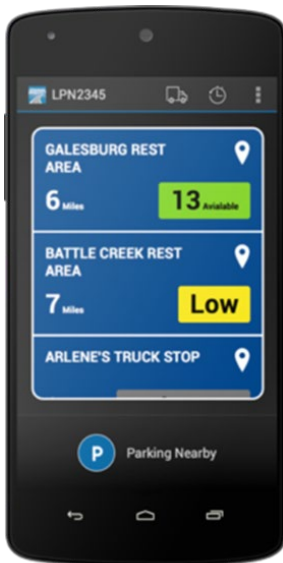 LPN2345
GALESBURG REST
AREA
6 Miles
13 Avialable
BATTLE CREEK REST
AREA
7 Miles
Low
ARLENE'S TRUCK STOP
P
Parking Nearby